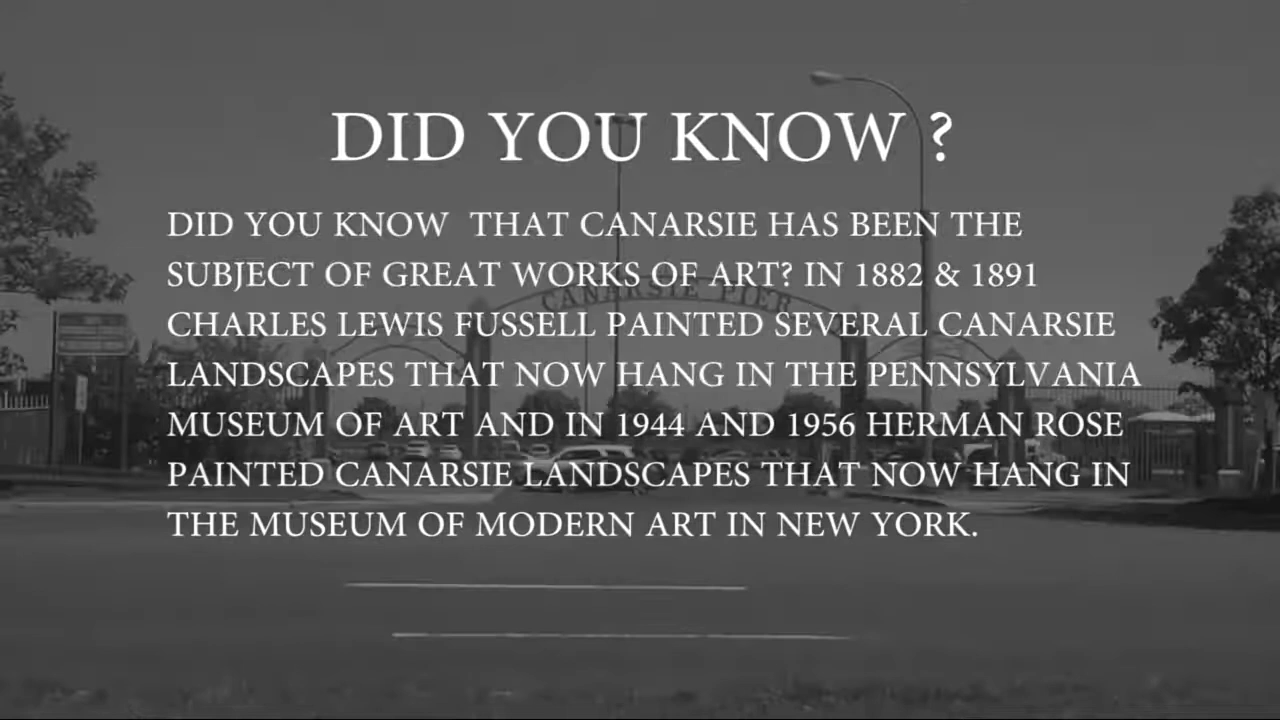 DID YOU KNOW ?
DID YOU KNOW THAT CANARSIE HAS BEEN THE
SUBJECT OF GREAT WORKS OF ART? IN 1882 & 1891
CANARSIE PIER
CHARLES LEWIS FUSSELL PAINTED SEVERAL CANARSIE
LANDSCAPES THAT NOW HANG IN THE PENNSYLVANIA
MUSEUM OF ART AND IN 1944 AND 1956 HERMAN ROSE
PAINTED CANARSIE LANDSCAPES THAT NOW HANG IN
THE MUSEUM OF MODERN ART IN NEW YORK.